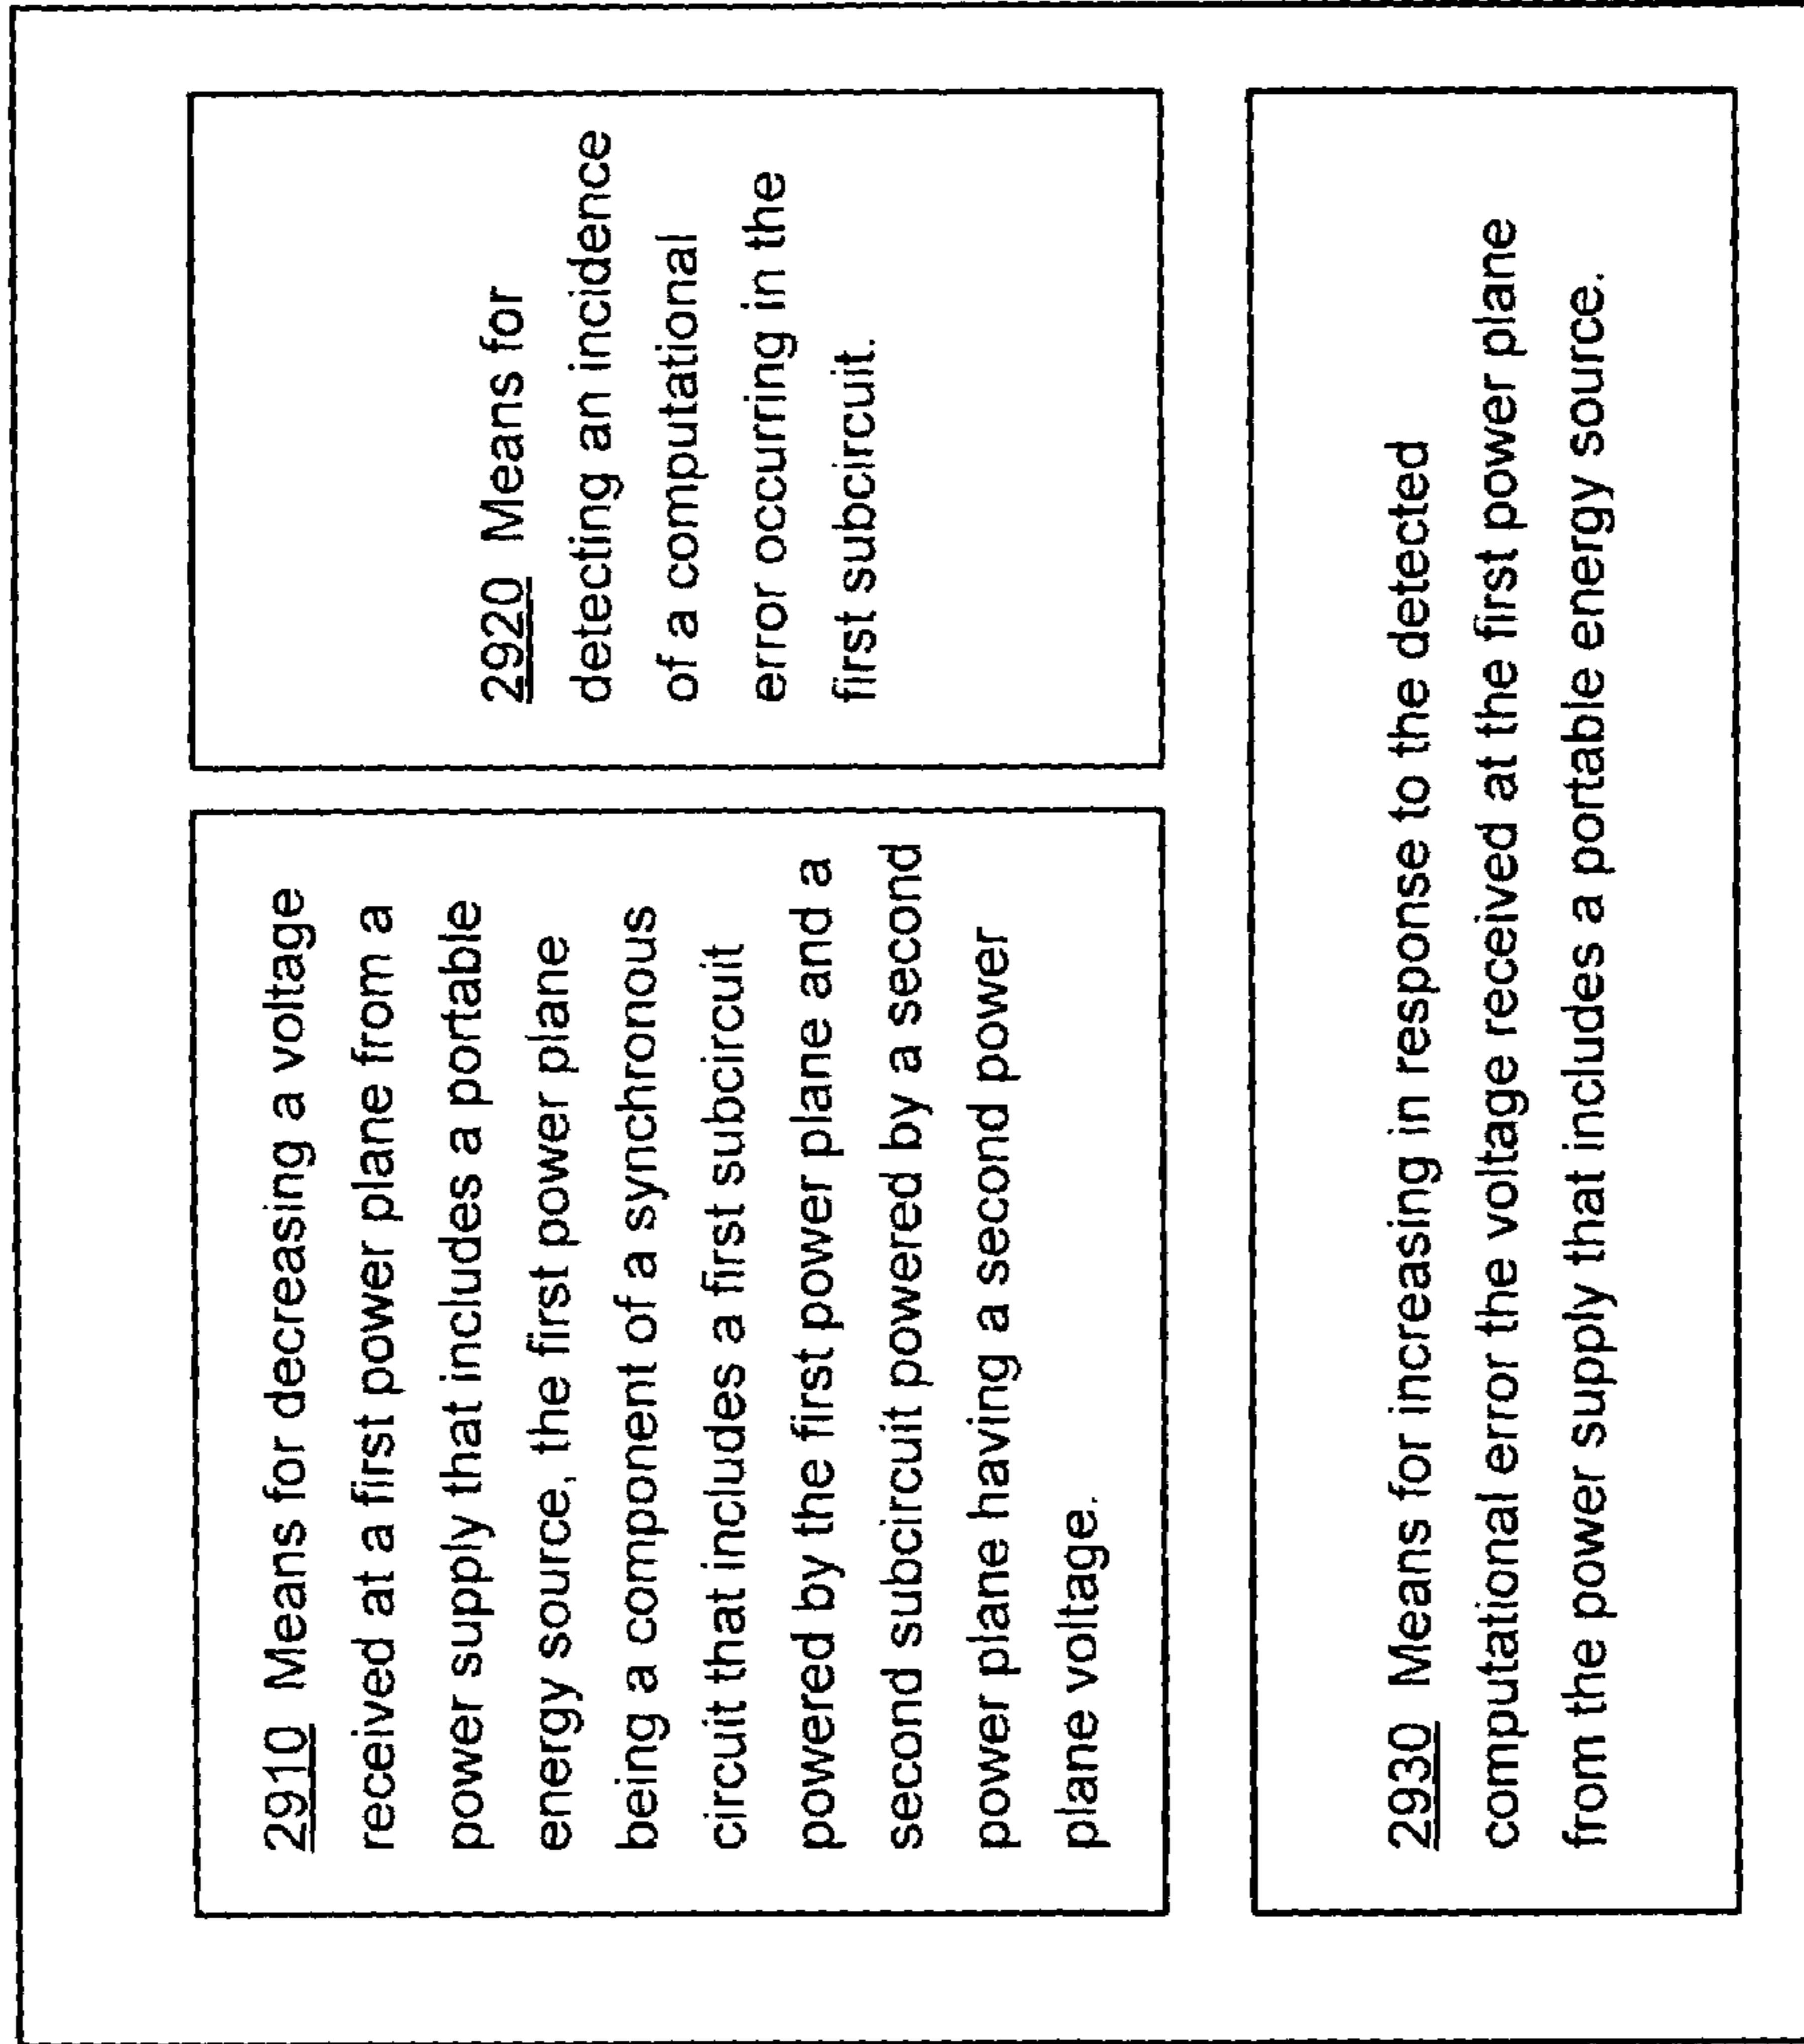 2910 Means for decreasing a voltage
received at a first power plane from a
power supply that includes a portable
energy source, the first power plane
being a component of a synchronous
circuit that includes a first subcircuit
powered by the first power plane and a
second subcircuit powered by a second
power plane having a second power
plane voltage.
2920 Means for
detecting an incidence
of a computational
error occurring in the
first subcircuit.
2930 Means for increasing in response to the detected
computational error the voltage received at the first power plane
from the power supply that includes a portable energy source.